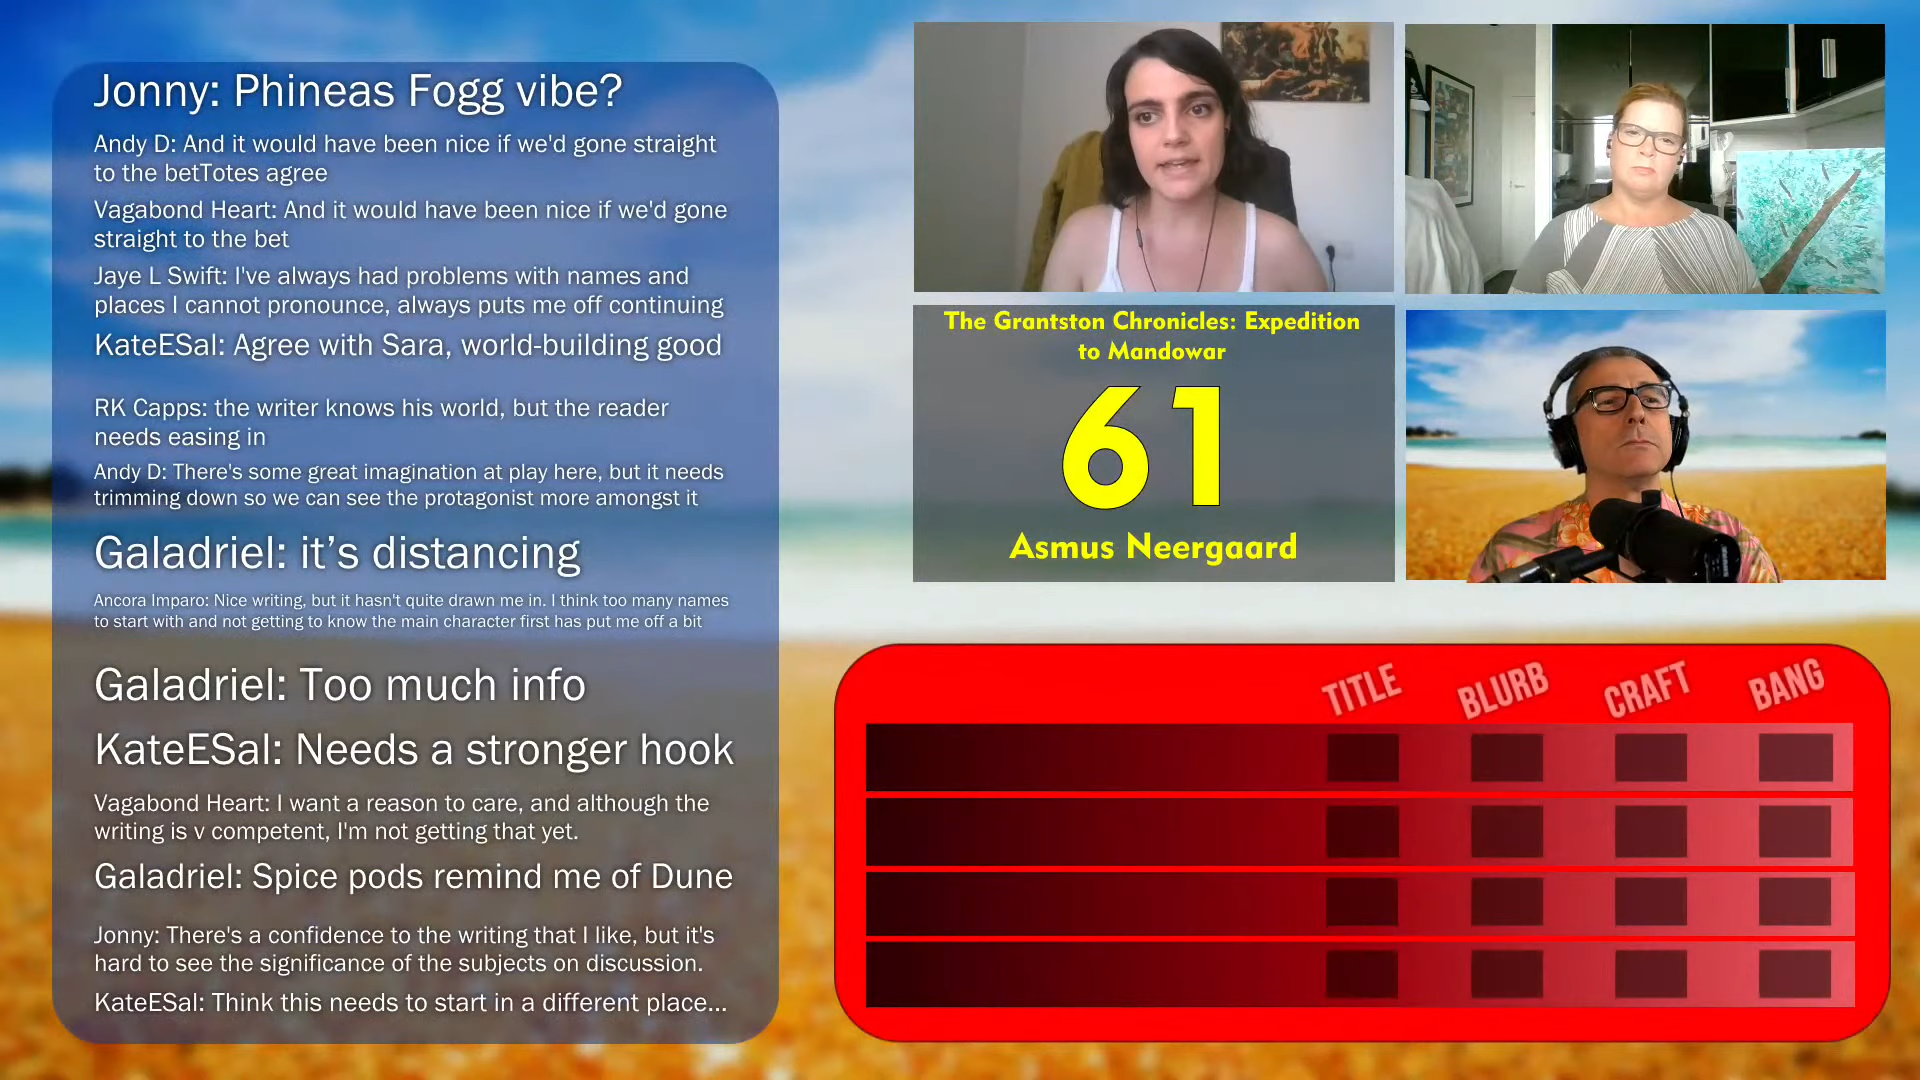 Jonny: Phineas Fogg vibe?
Andy D: And it would have been nice if we'd gone straight
to the betTotes agree
Vagabond Heart: And it would have been nice if we'd gone
straight to the bet
Jaye L Swift: I've always had problems with names and
places I cannot pronounce, always puts me off continuing
KateESal: Agree with Sara, world-building good
RK Capps: the writer knows his world, but the reader
needs easing in
Andy D: There's some great imagination at play here, but it needs
trimming down so we can see the protagonist more amongst it
Galadriel: it’s distancing
Ancora Imparo: Nice writing, but it hasn't quite drawn me in. I think too many names
to start with and not getting to know the main character first has put me off a bit
Galadriel: Too much info
KateESal: Needs a stronger hook
Vagabond Heart: I want a reason to care, and although the
writing is v competent, I'm not getting that yet.
Galadriel: Spice pods remind me of Dune
Jonny: There's a confidence to the writing that I like, but it's
hard to see the significance of the subjects on discussion.
KateESal: Think this needs to start in a different place...
The Grantston Chronicles: Expedition
to Mandowar
61
Asmus Neergaard
TITLE BLURB CRAFT BANG